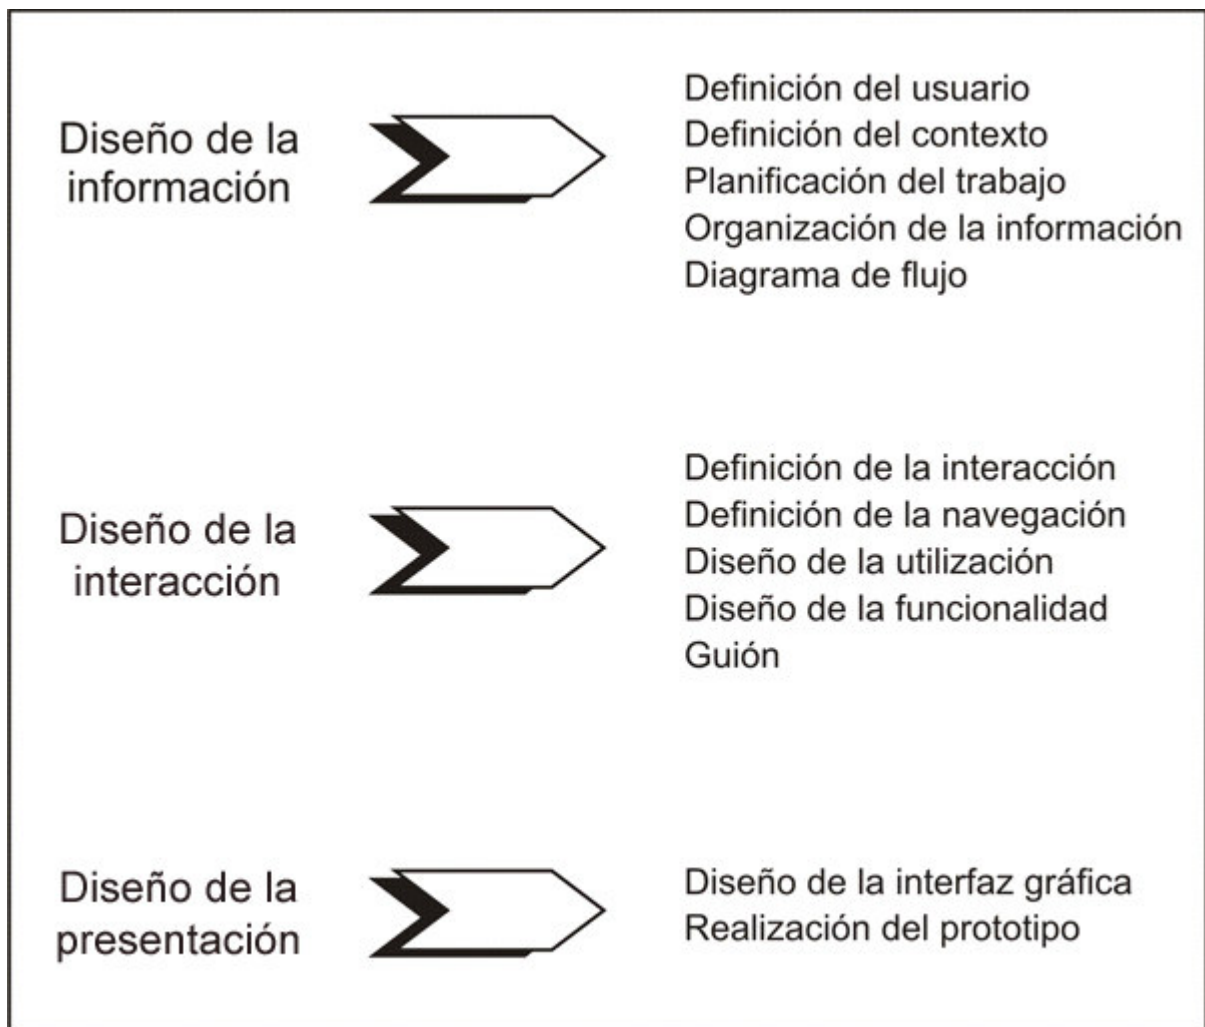 Diseño de la
información
Definición del usuario
Definición del contexto
Planificación del trabajo
Organización de la información
Diagrama de flujo
Diseño de la
interacción
Definición de la interacción
Definición de la navegación
Diseño de la utilización
Diseño de la funcionalidad
Guión
Diseño de la
presentación
Diseño de la interfaz gráfica
Realización del prototipo